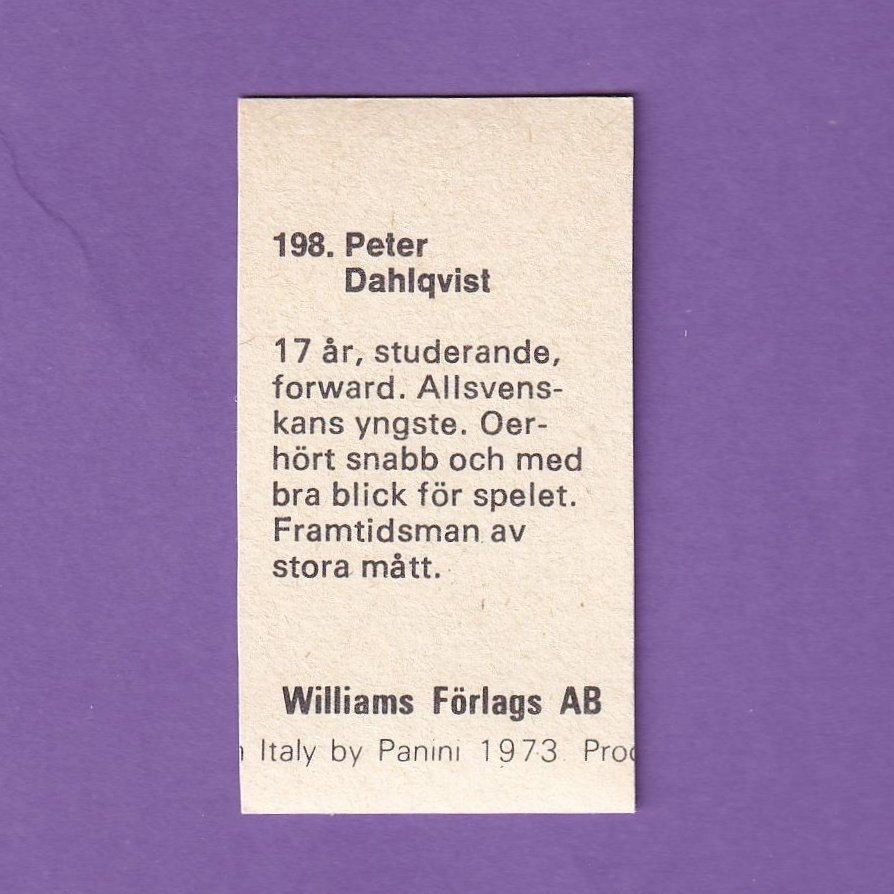 198. Peter
Dahlqvist
17 år, studerande,
forward. Allsvens-
kans yngste. Oer-
hört snabb och med
bra blick för spelet.
Framtidsman av
stora mått.
Williams Förlags AB
Italy by Panini 1973 Proc